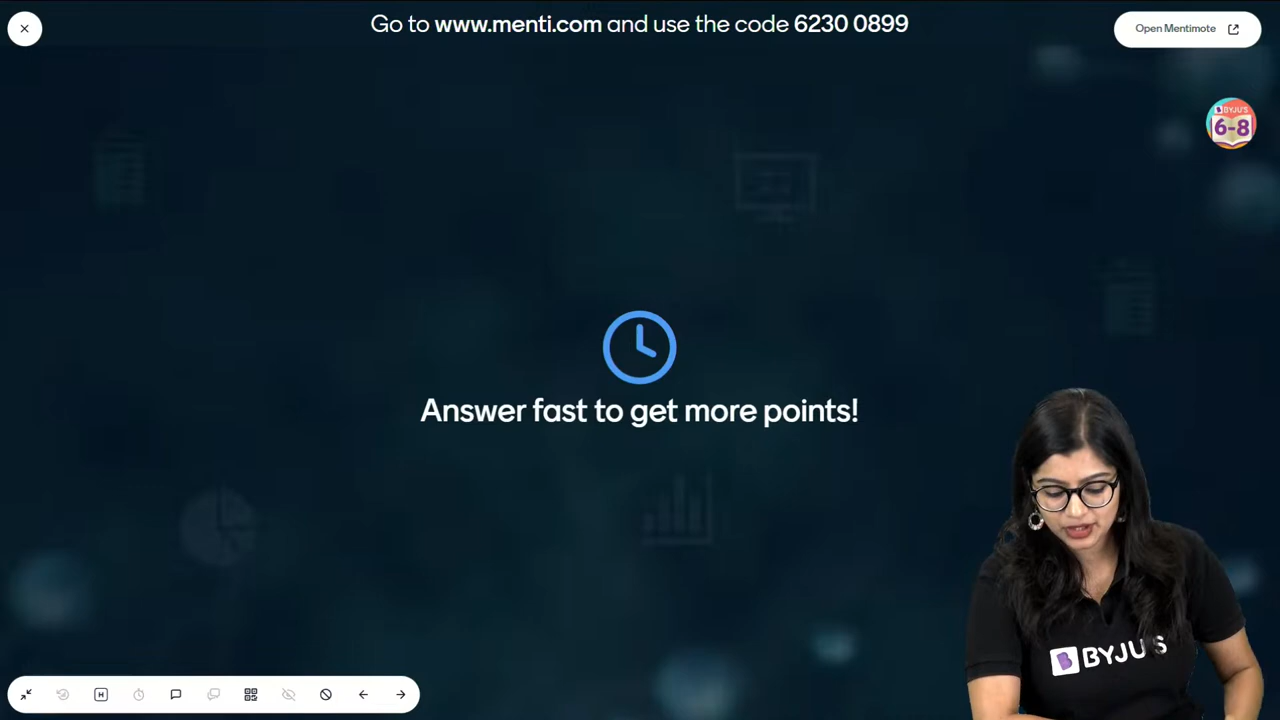 Go to www.menti.com and use the code 6230 0899
Open Mentimote
BYJU'S
6-8
Answer fast to get more points!
H
BYJU'S